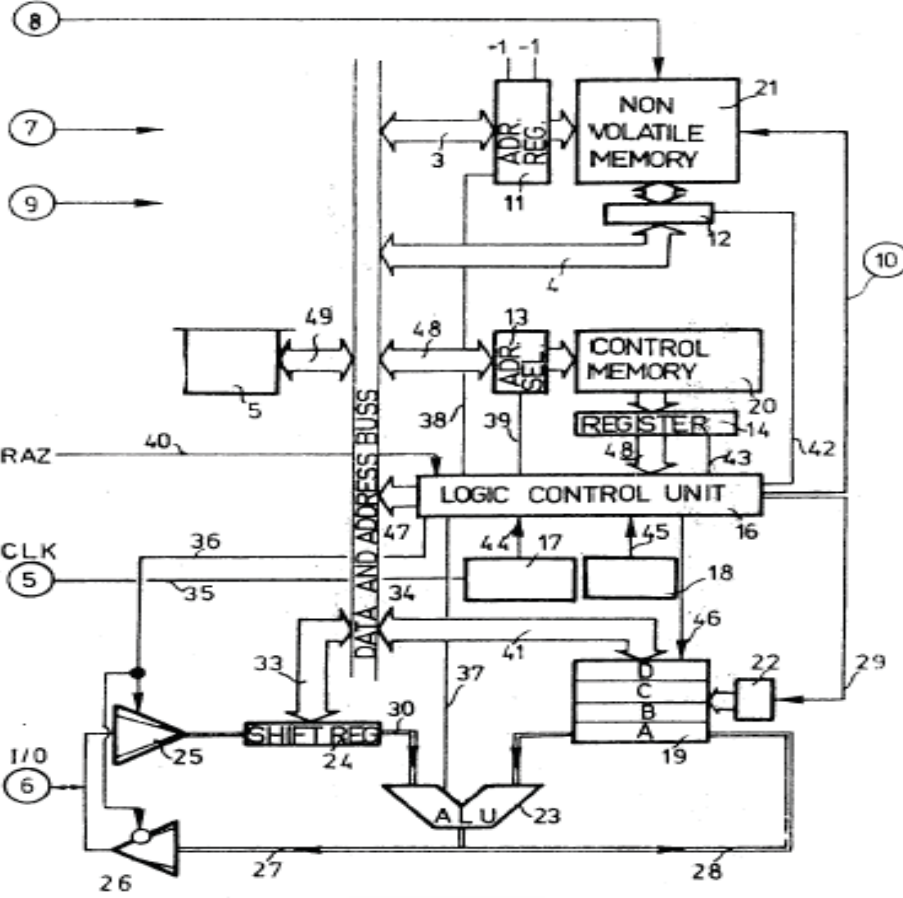 8
-1 -1
NON
VOLATILE
MEMORY
21
7
3
ADR.
REG.
11
9
12
4
10
49
48
13
ADR.
SEL.
CONTROL
MEMORY
20
5
REGISTER
14
38
39
48
43
42
RAZ
40
DATA AND ADDRESS BUSS
LOGIC CONTROL UNIT
16
47
36
44
17
45
18
CLK
5
35
34
46
41
33
37
D
C
B
A
19
22
29
30
SHIFT REG
24
25
I/O
6
ALU
23
26
27
28